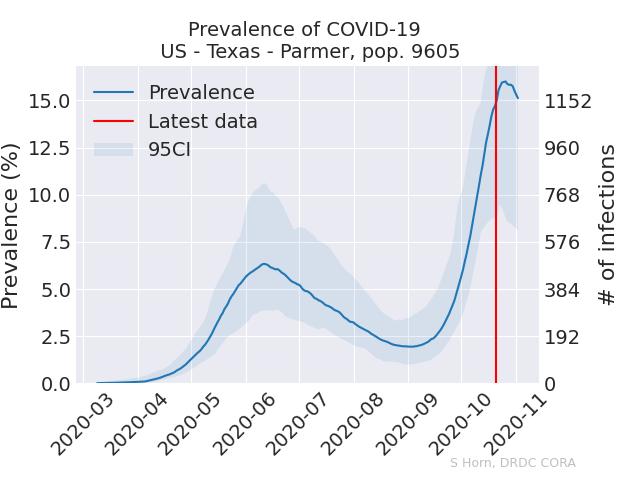 Prevalence of COVID-19
US - Texas - Parmer, pop. 9605
Prevalence
Latest data
95CI
Prevalence (%)
15.0
12.5
10.0
7.5
5.0
2.5
0.0
1152
960
768
576
384
192
0
# of infections
2020-03
2020-04
2020-05
2020-06
2020-07
2020-08
2020-09
2020-10
2020-11
S Horn, DRDC CORA